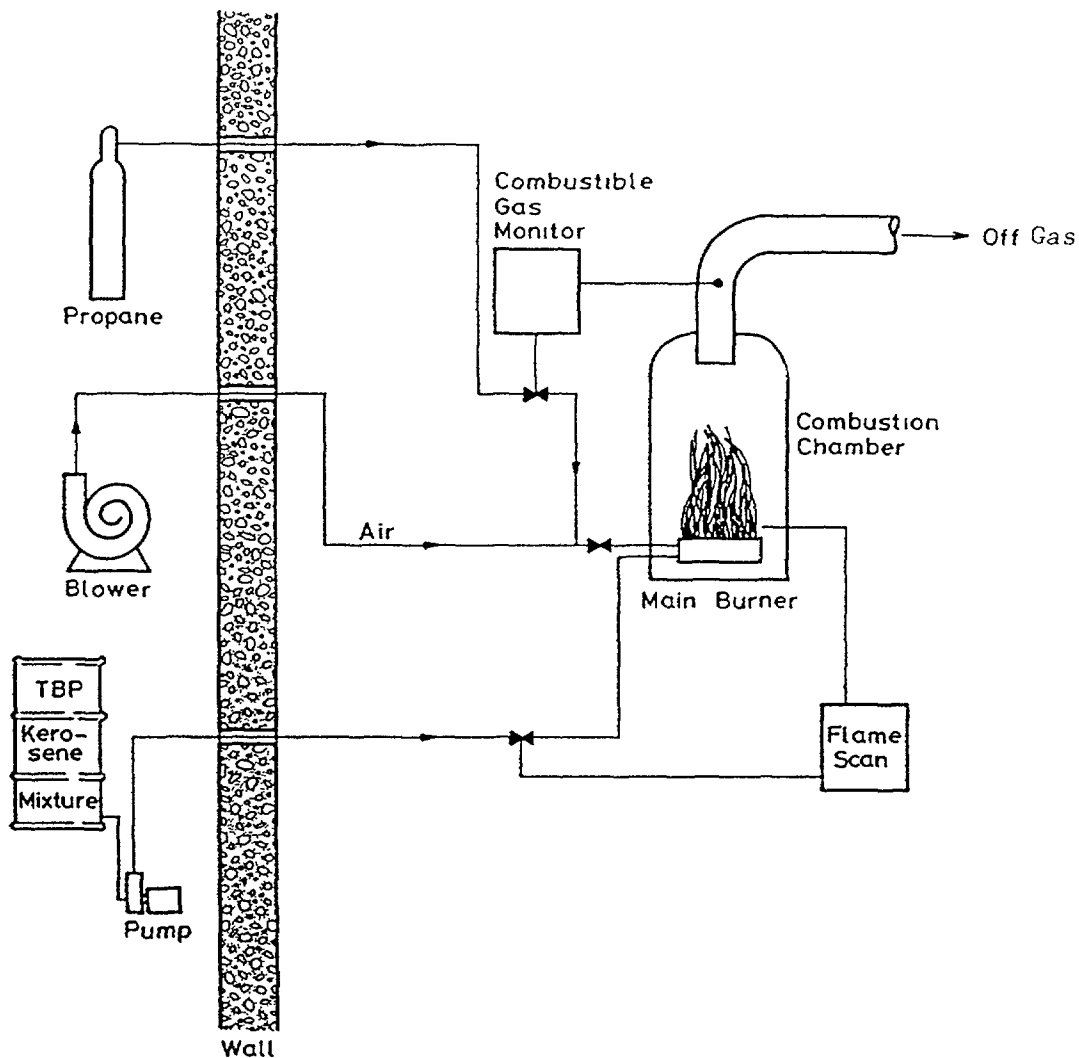 Combustible
Gas
Monitor
Off Gas
Propane
Combustion
Chamber
Air
Blower
Main Burner
TBP
Kero-
sene
Mixture
Flame
Scan
Pump
Wall